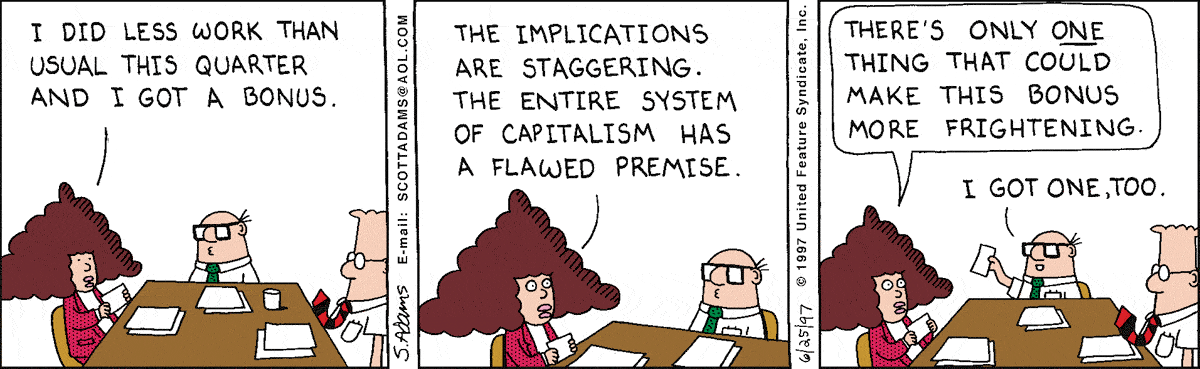 I DID LESS WORK THAN
USUAL THIS QUARTER
AND I GOT A BONUS.
S.Adams
E-mail: SCOTTADAMS@AOL.COM
THE IMPLICATIONS
ARE STAGGERING.
THE ENTIRE SYSTEM
OF CAPITALISM HAS
A FLAWED PREMISE.
6/25/97
© 1997 United Feature Syndicate, Inc.
THERE'S ONLY ONE
THING THAT COULD
MAKE THIS BONUS
MORE FRIGHTENING.
I GOT ONE,TOO.